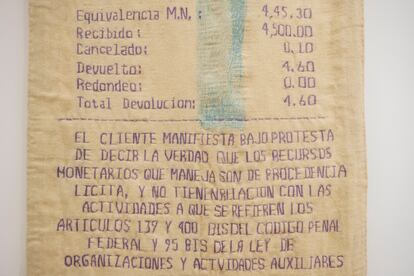 Equivalencia M.N.: 4,45.30
Recibido: 4,500.00
Cancelado: 0.10
Devuelto: 4.60
Redondeo: 0.00
Total Devolucion: 4.60
EL CLIENTE MANIFIESTA BAJO PROTESTA
DE DECIR LA VERDAD QUE LOS RECURSOS
MONETARIOS QUE MANEJA SON DE PROCEDENCIA
LICITA, Y NO TIENEN RELACION CON LAS
ACTIVIDADES A QUE SE REFIEREN LOS
ARTICULOS 139 Y 400 BIS DEL CODIGO PENAL
FEDERAL Y 95 BIS DE LA LEY DE
ORGANIZACIONES Y ACTVIDADES AUXILIARES